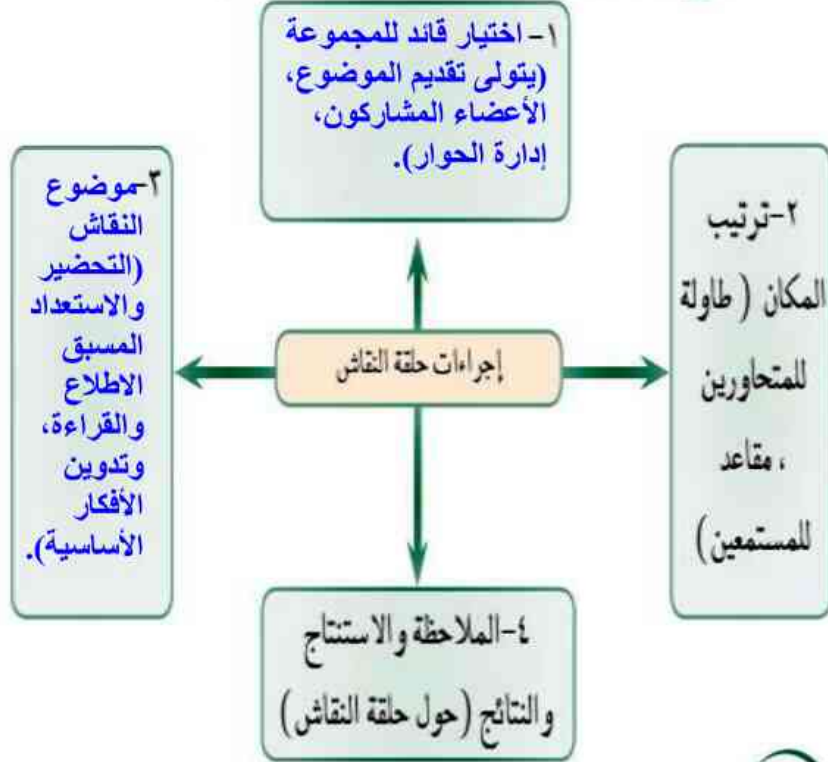 ١- اختيار قائد للمجموعة
(يتولى تقديم الموضوع،
الأعضاء المشاركون،
إدارة الحوار).
٢-ترتيب
المكان ( طاولة
للمتحاورين
، مقاعد
للمستمعين)
إجراءات حلقة النقاش
٣-موضوع
النقاش
(التحضير
والاستعداد
المسبق
الاطلاع
والقراءة،
وتدوين
الأفكار
الأساسية).
٤-الملاحظة والاستنتاج
والنتائج (حول حلقة النقاش)